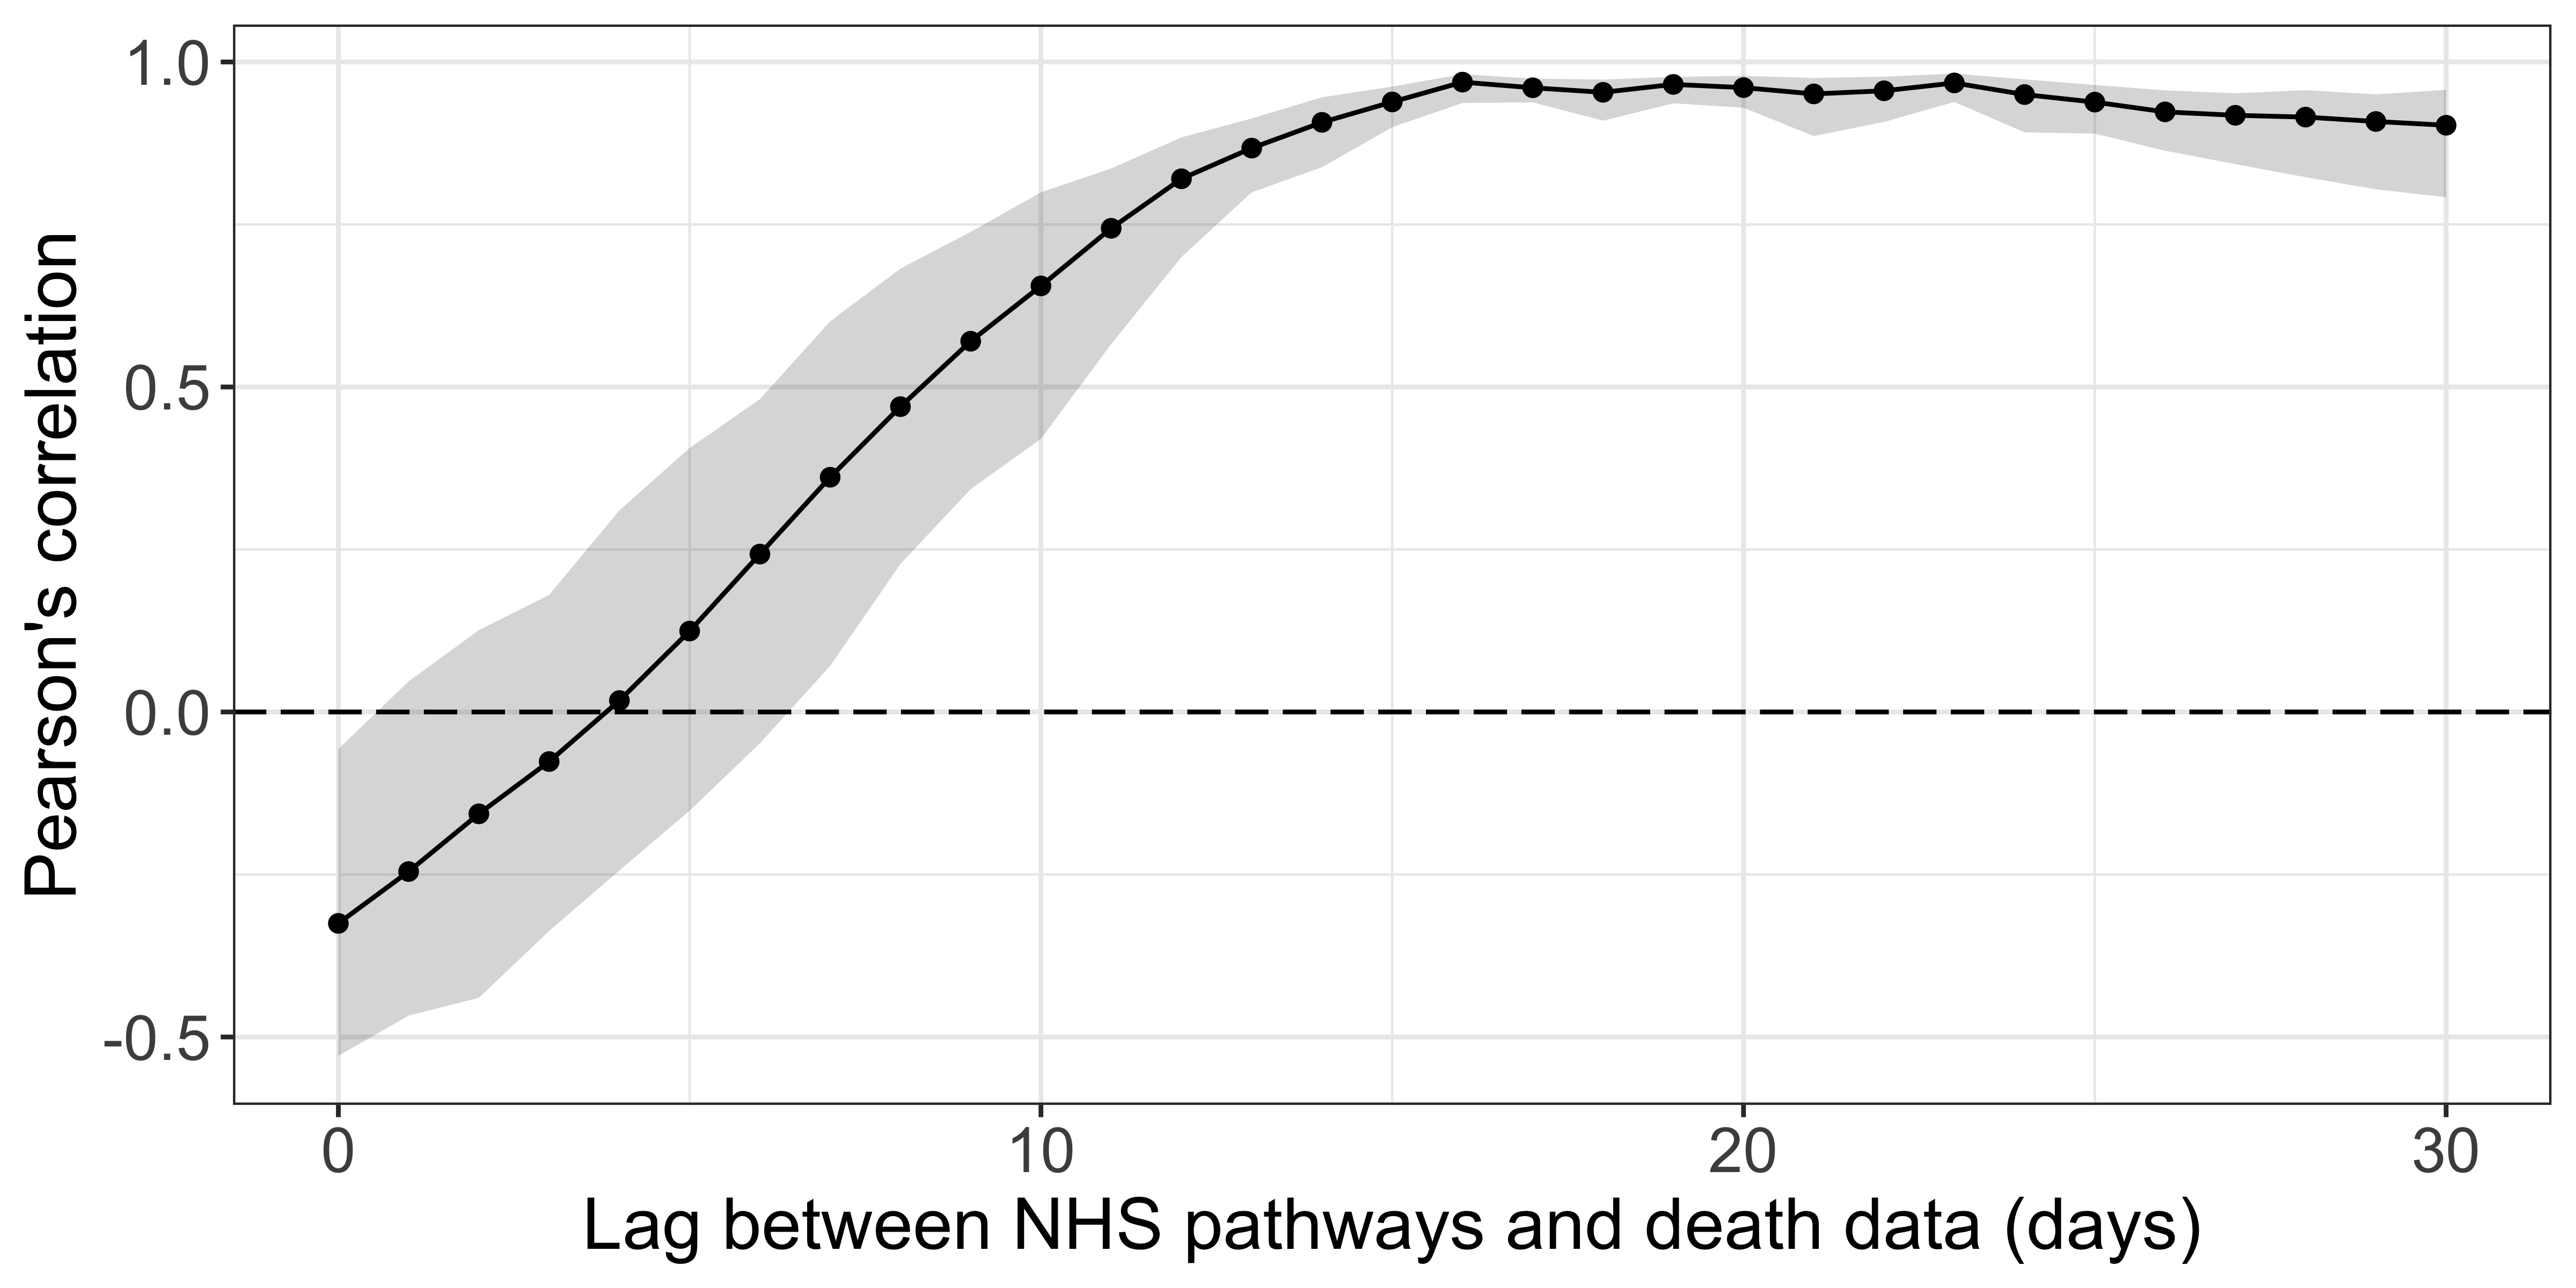 Pearson's correlation
1.0
0.5
0.0
-0.5
0 10 20 30
Lag between NHS pathways and death data (days)